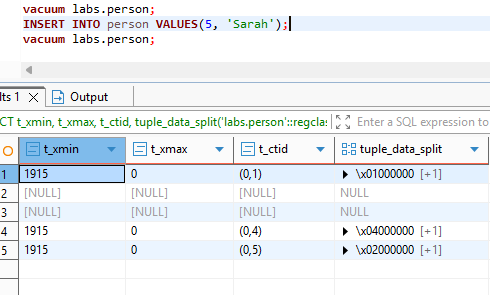 vacuum labs.person;
INSERT INTO person VALUES(5, 'Sarah');
vacuum labs.person;
lts 1 Output
CT t_xmin, t_xmax, t_ctid, tuple_data_split('labs.person'::regclass Enter a SQL expression to
t_xmin t_xmax t_ctid tuple_data_split
1 1915 0 (0,1) \x01000000 [+1]
2 [NULL] [NULL] [NULL] NULL
3 [NULL] [NULL] [NULL] NULL
4 1915 0 (0,4) \x04000000 [+1]
5 1915 0 (0,5) \x02000000 [+1]